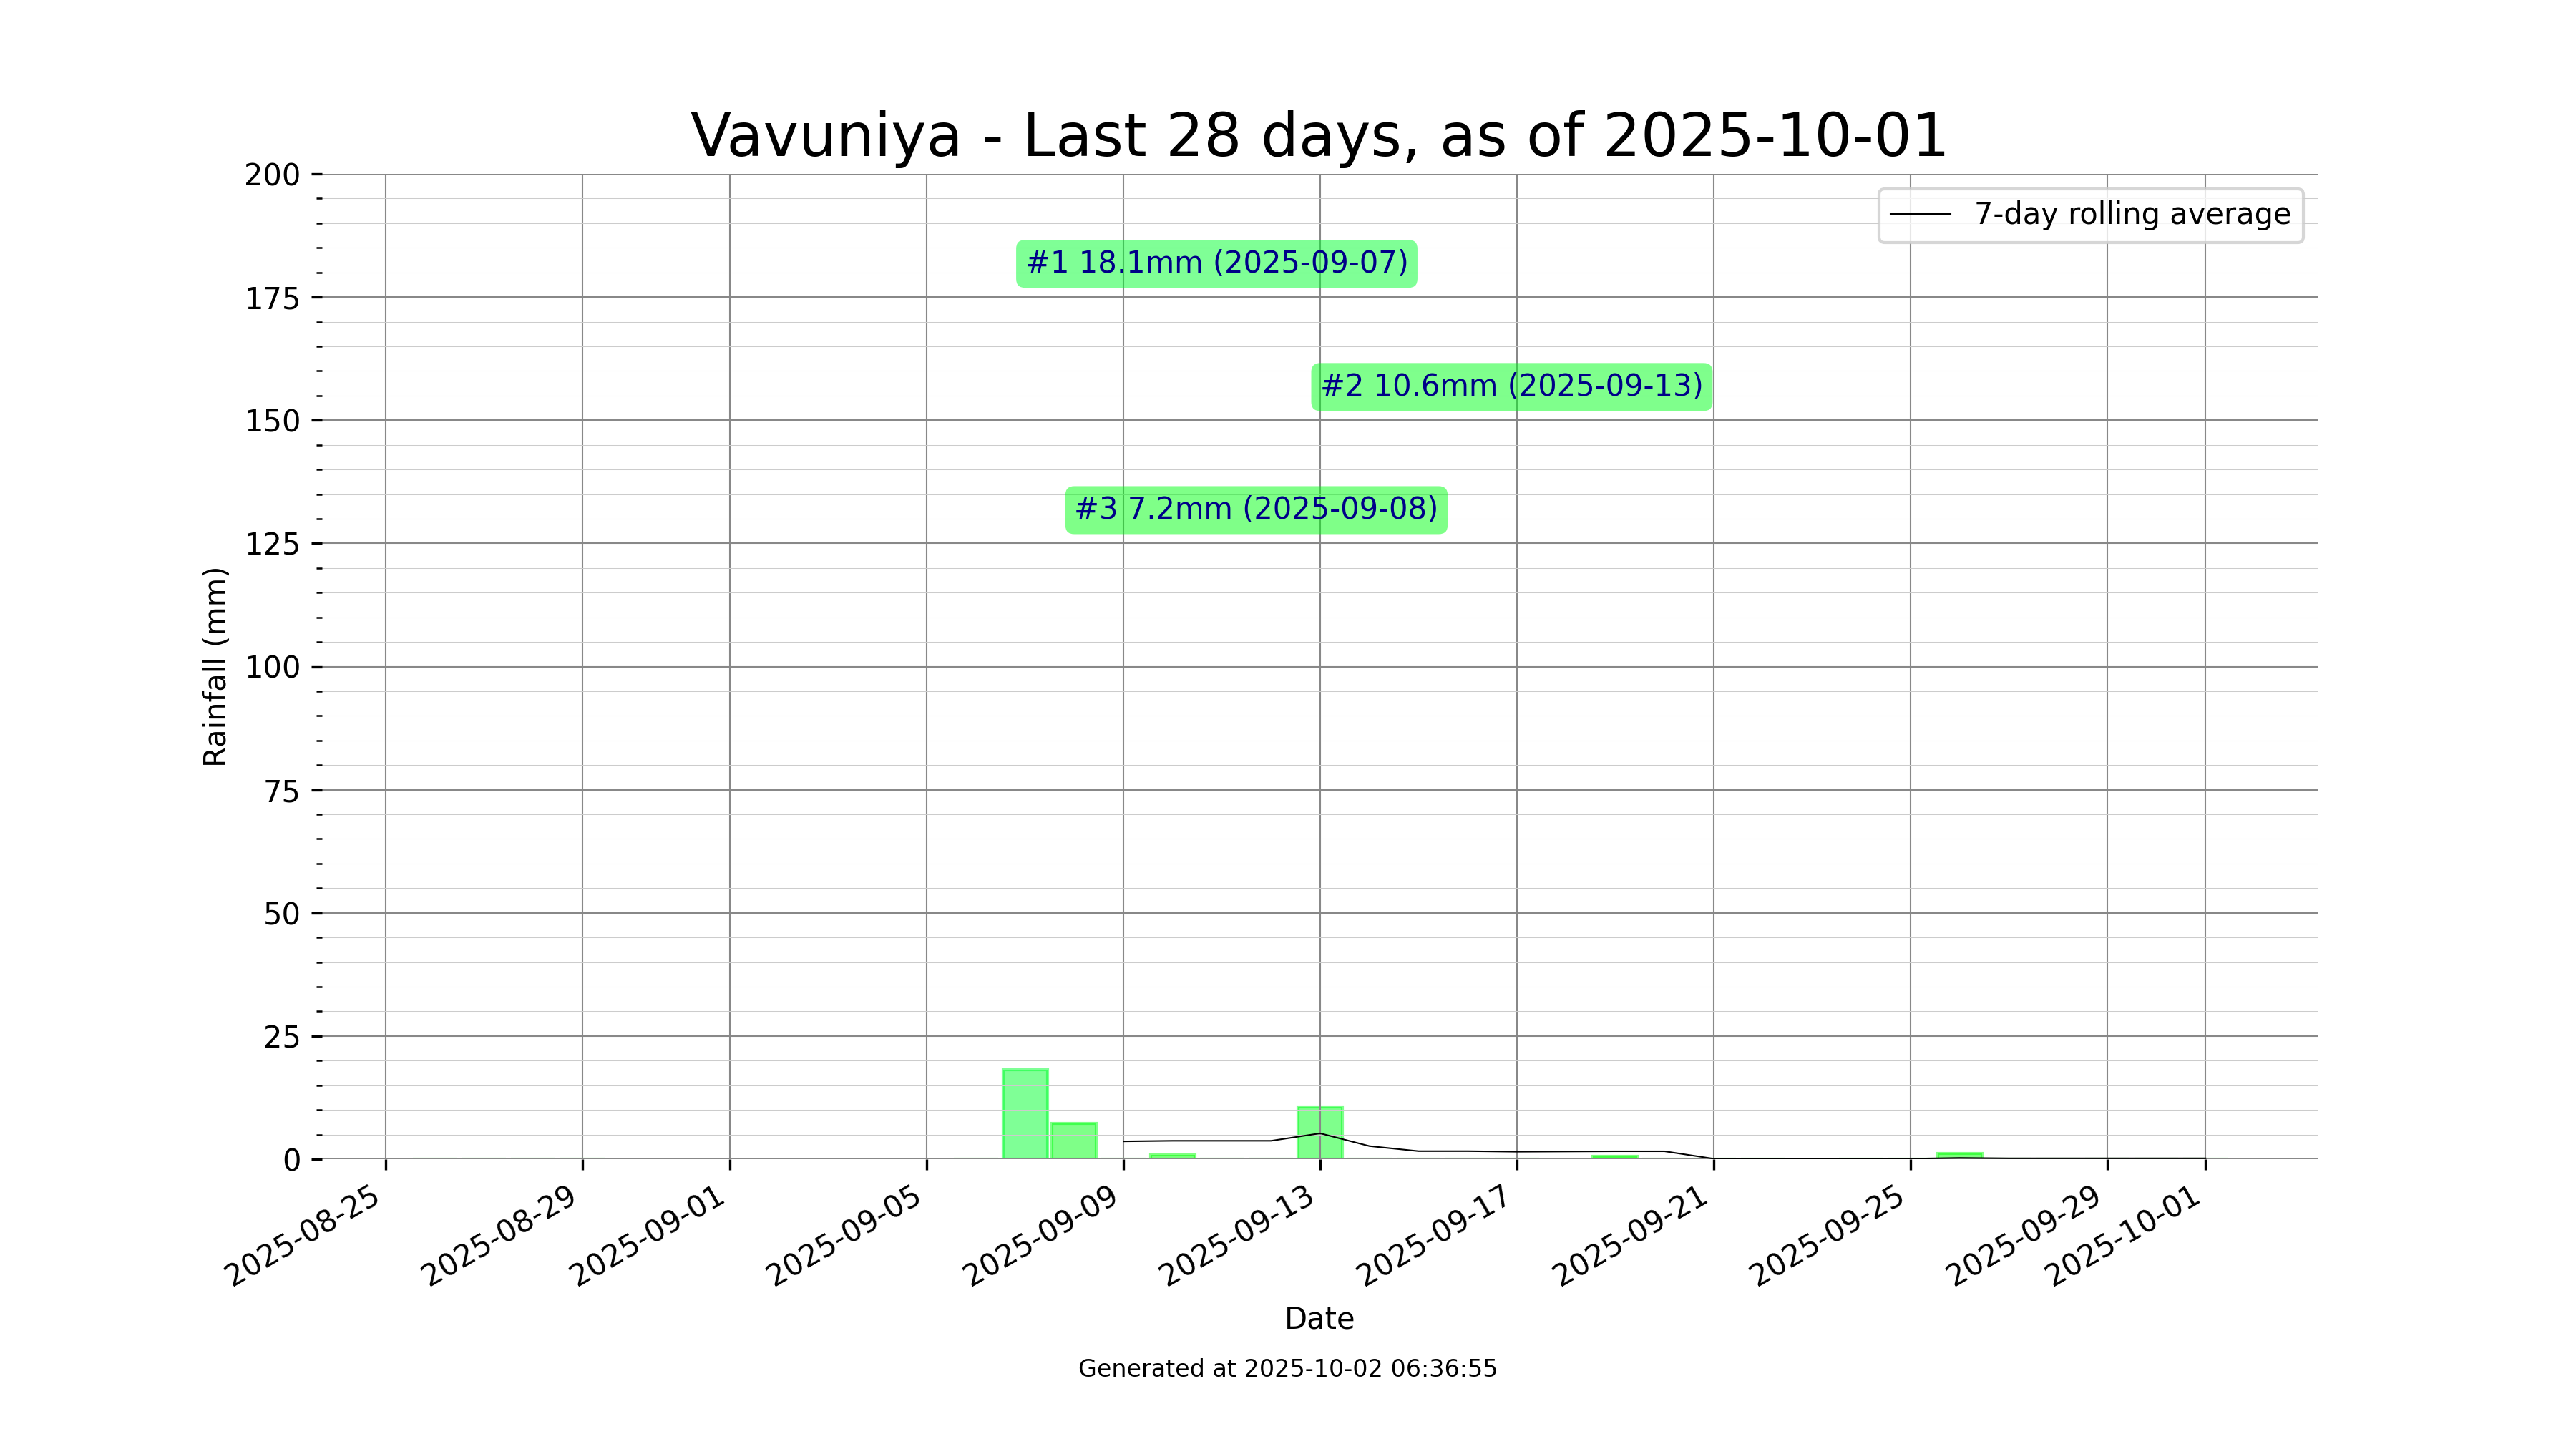 Vavuniya - Last 28 days, as of 2025-10-01
200
175
150
125
100
75
50
25
0
Rainfall (mm)
7-day rolling average
#1 18.1mm (2025-09-07)
#2 10.6mm (2025-09-13)
#3 7.2mm (2025-09-08)
2025-08-25
2025-08-29
2025-09-01
2025-09-05
2025-09-09
2025-09-13
2025-09-17
2025-09-21
2025-09-25
2025-09-29
2025-10-01
Date
Generated at 2025-10-02 06:36:55